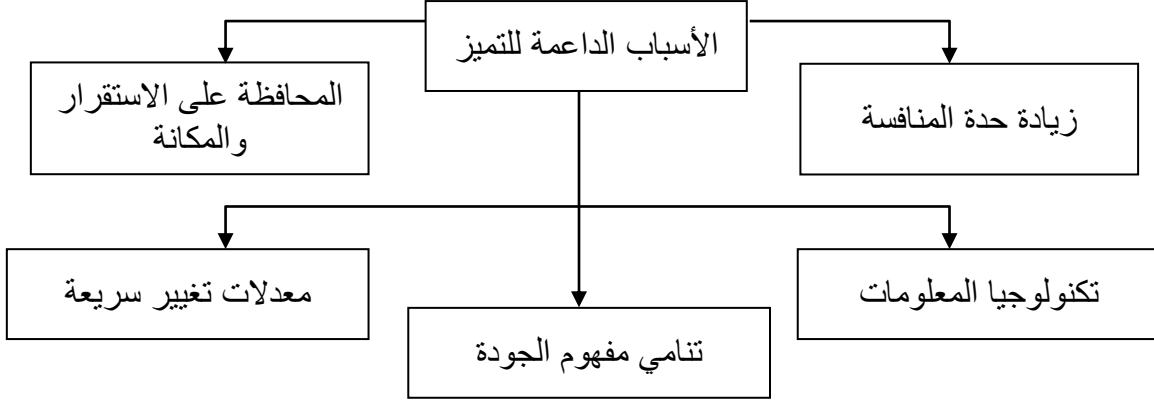 الأسباب الداعمة للتميز
زيادة حدة المنافسة
المحافظة على الاستقرار
والمكانة
تكنولوجيا المعلومات
معدلات تغيير سريعة
تنامي مفهوم الجودة